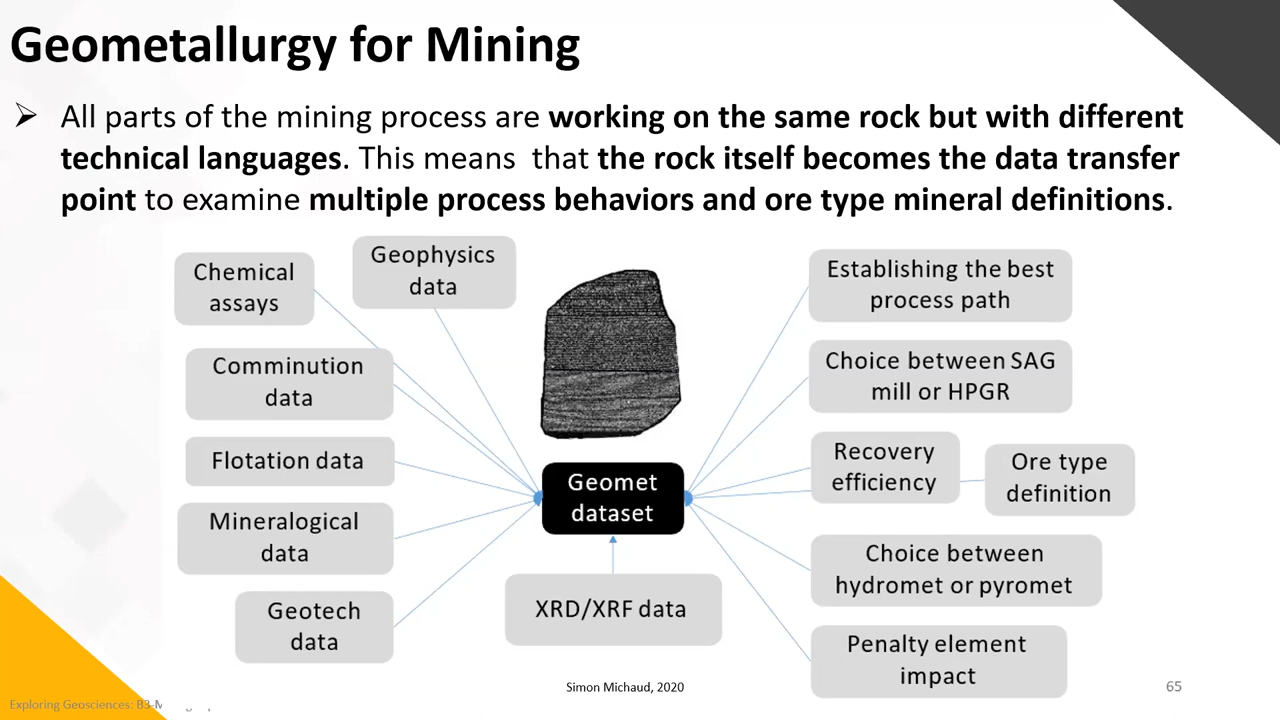 Geometallurgy for Mining
All parts of the mining process are working on the same rock but with different
technical languages. This means that the rock itself becomes the data transfer
point to examine multiple process behaviors and ore type mineral definitions.
Chemical
assays
Geophysics
data
Comminution
data
Flotation data
Mineralogical
data
Geotech
data
Geomet
dataset
XRD/XRF data
Establishing the best
process path
Choice between SAG
mill or HPGR
Recovery
efficiency
Ore type
definition
Choice between
hydromet or pyromet
Penalty element
impact
Simon Michaud, 2020
65
Exploring Geosciences: